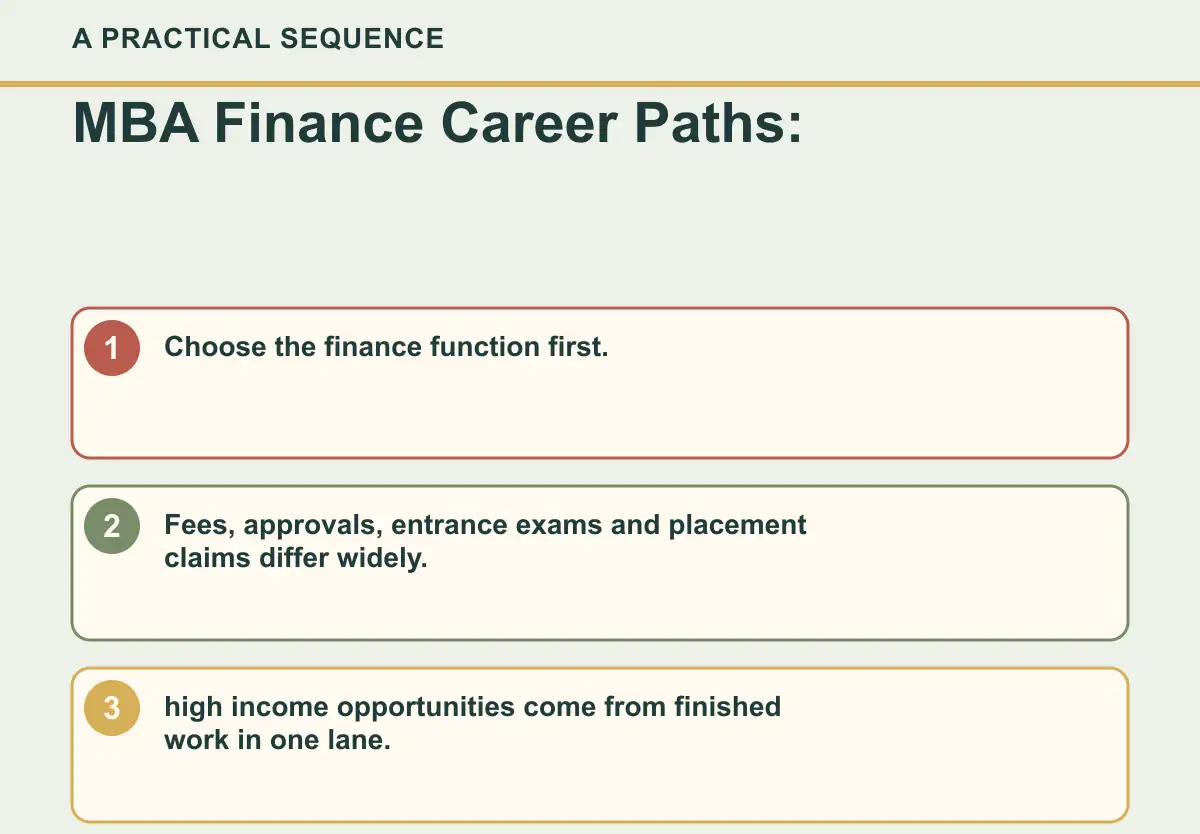 A PRACTICAL SEQUENCE
MBA Finance Career Paths:
1
Choose the finance function first.
2
Fees, approvals, entrance exams and placement
claims differ widely.
3
high income opportunities come from finished
work in one lane.